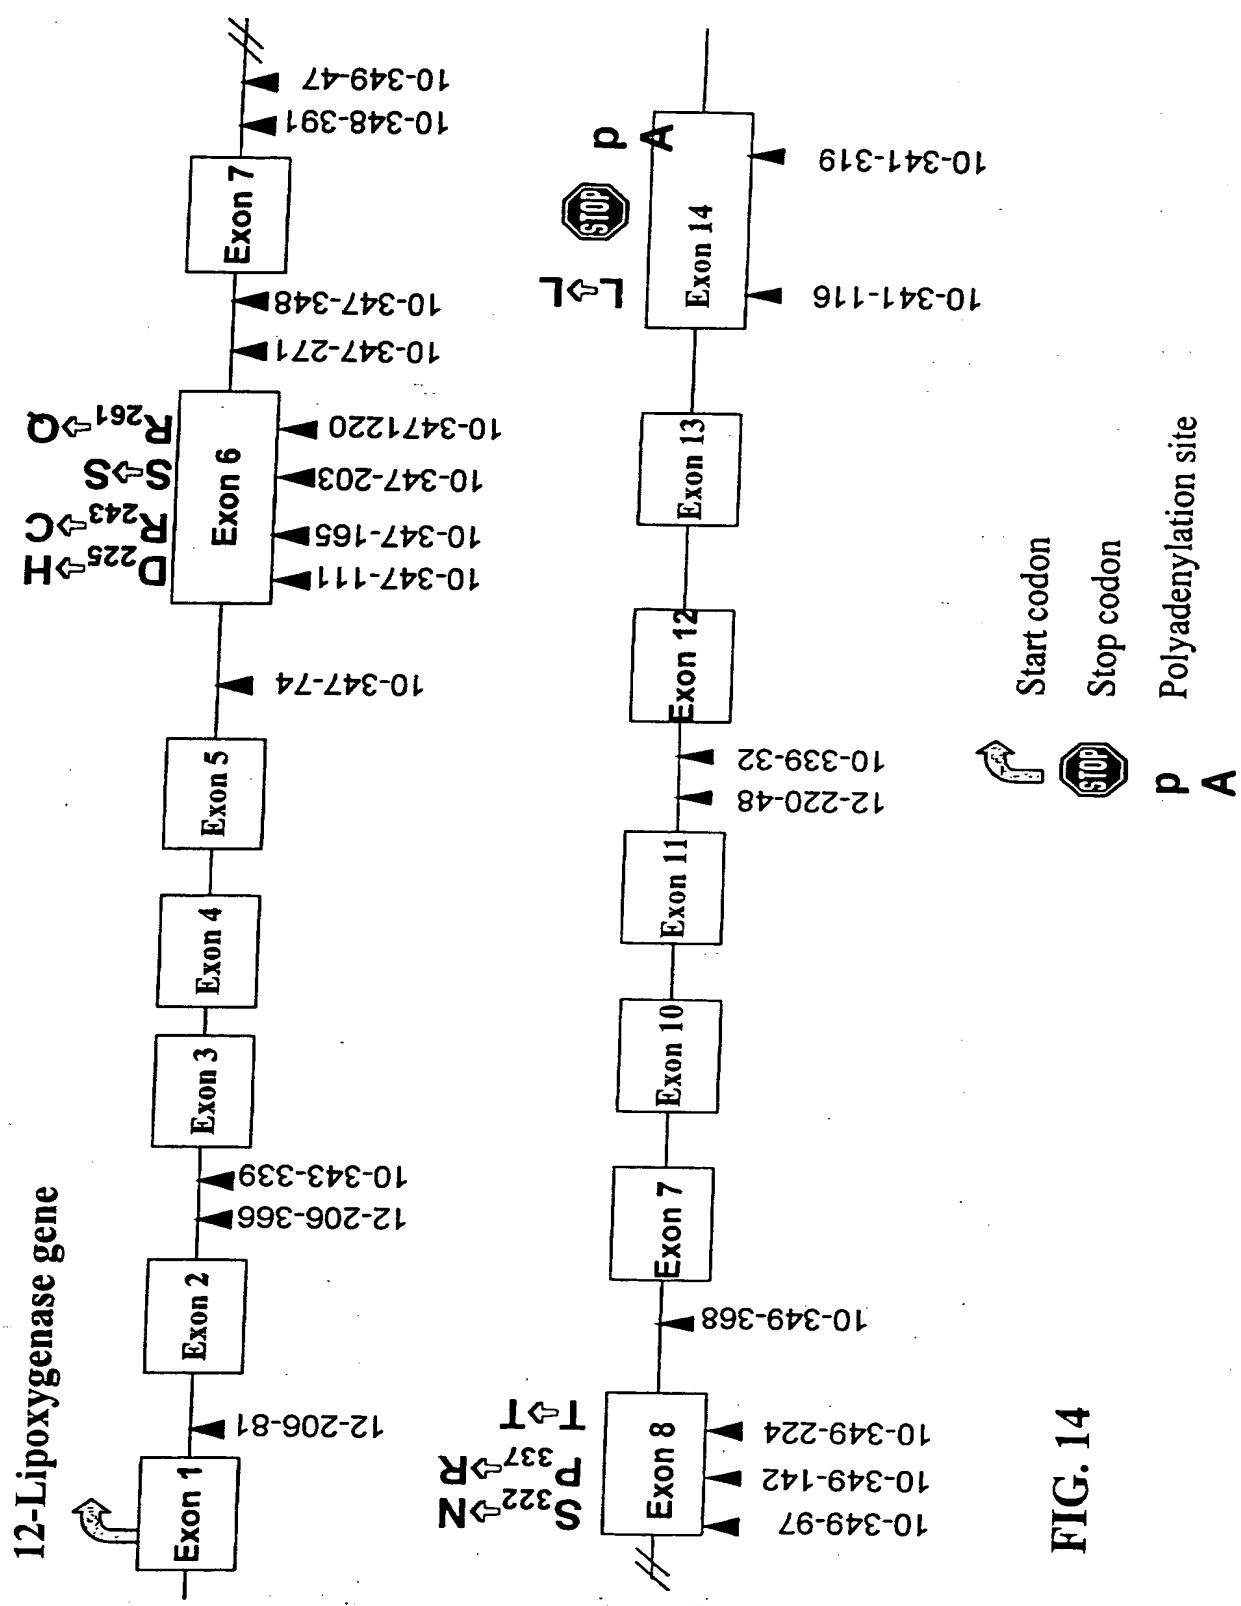 12-Lipoxygenase gene
Exon 1
12-206-81
Exon 2
12-206-366
10-343-339
Exon 3
Exon 4
Exon 5
10-347-74
D²²⁵⇨H
R²⁴³⇨C
S⇨S
R²⁶¹⇨Q
Exon 6
10-347-111
10-347-165
10-347-203
10-3471220
10-347-271
10-347-348
Exon 7
10-348-391
10-349-47
S³²²⇨N
P³³⁷⇨R
T⇨T
Exon 8
10-349-97
10-349-142
10-349-224
10-349-368
Exon 7
Exon 10
Exon 11
12-220-48
10-339-32
Exon 12
Exon 13
L⇨L
STOP
p
A
Exon 14
10-341-116
10-341-319
Start codon
STOP Stop codon
p
A
Polyadenylation site
FIG. 14